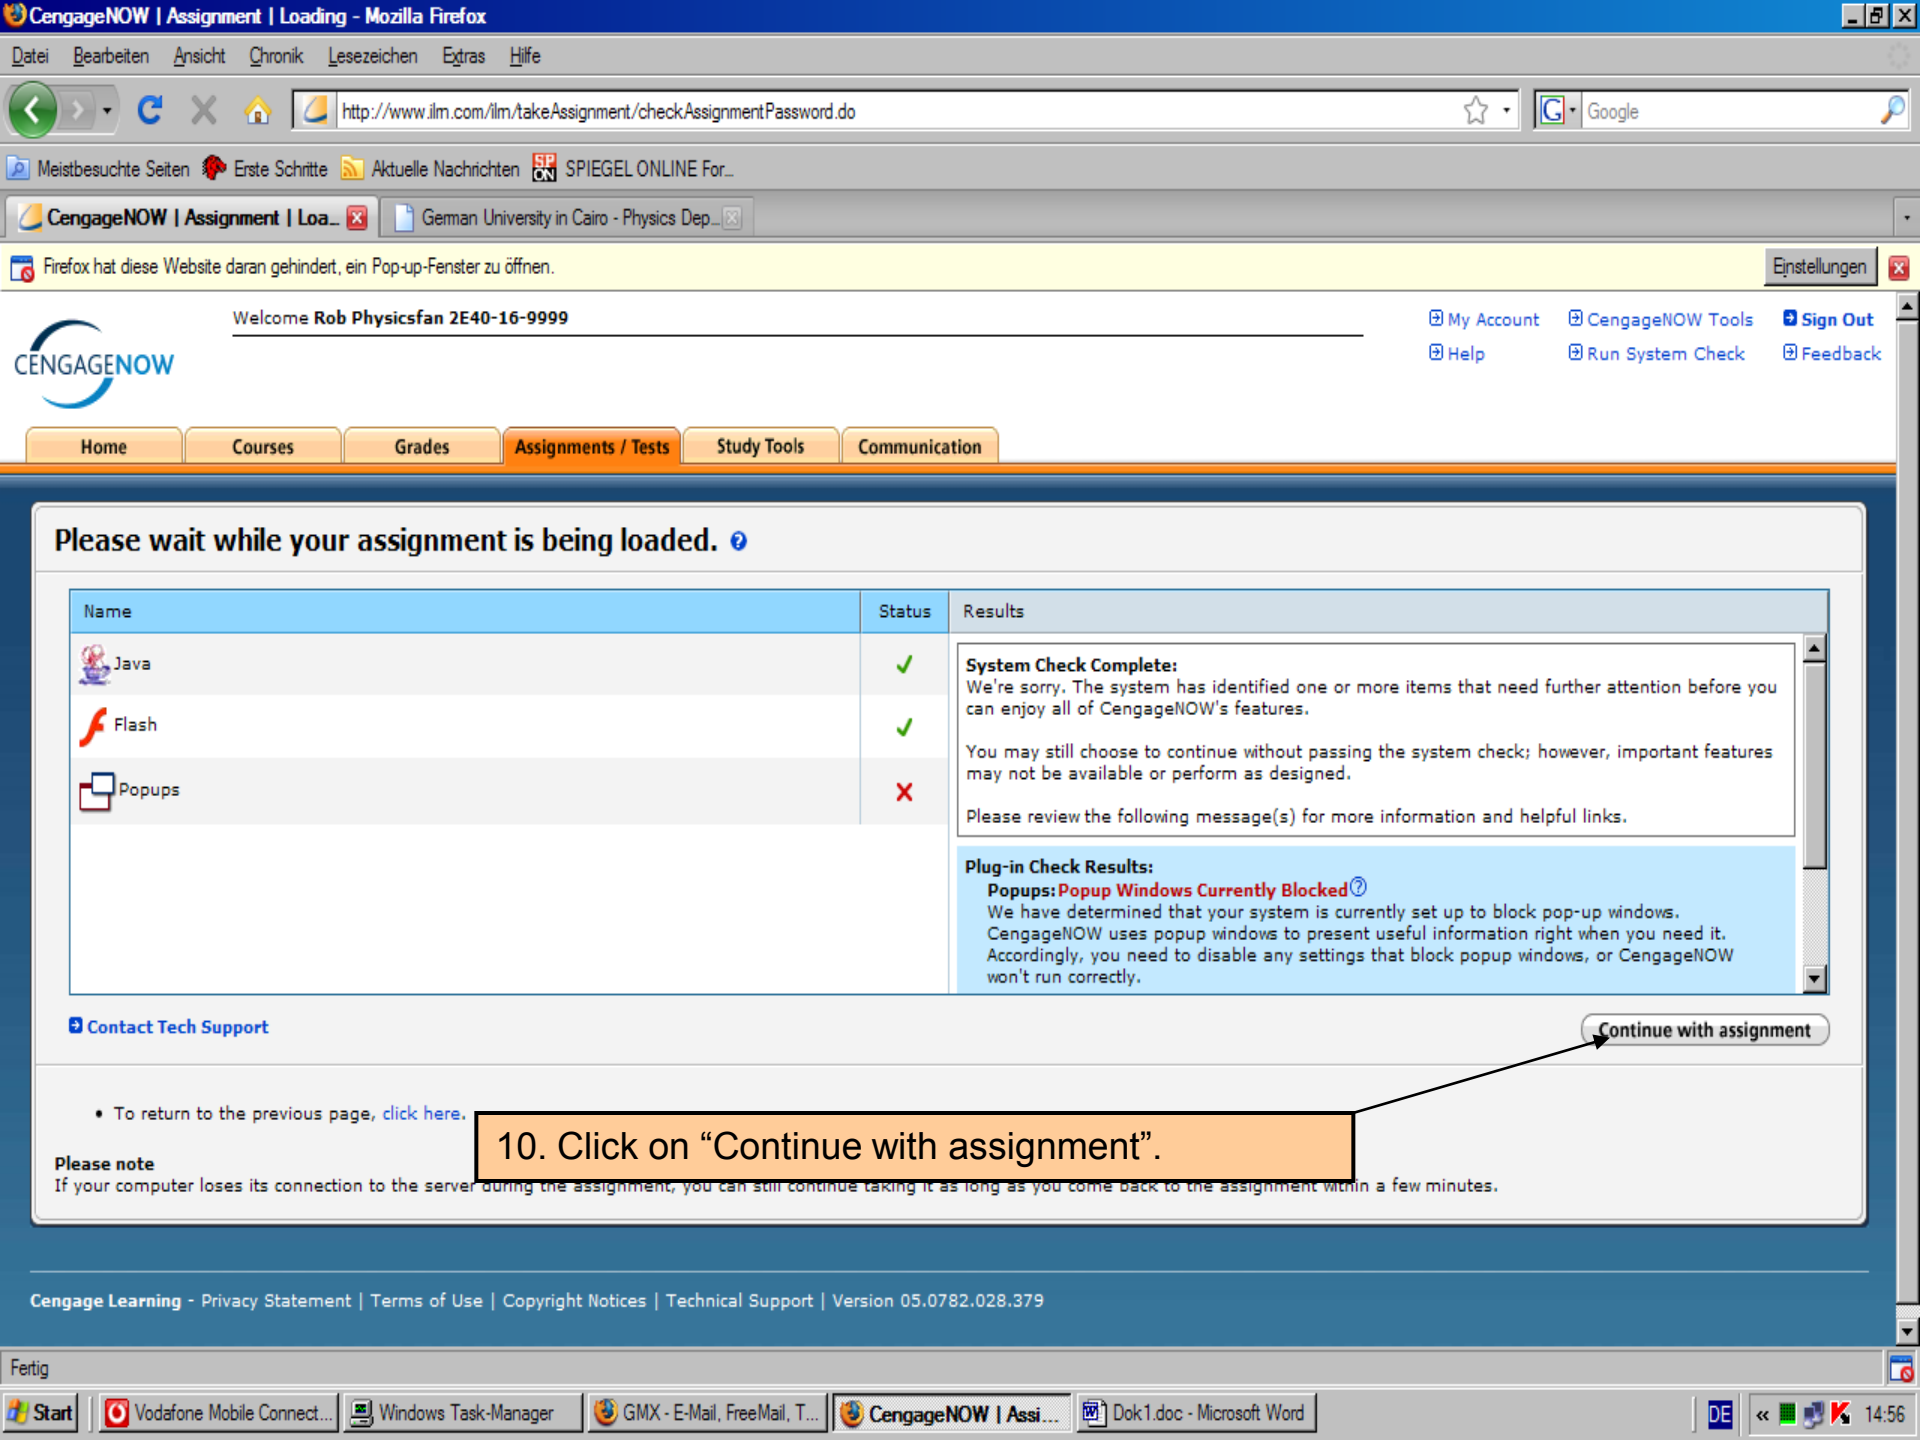 CengageNOW | Assignment | Loading - Mozilla Firefox
Datei Bearbeiten Ansicht Chronik Lesezeichen Extras Hilfe
http://www.ilm.com/ilm/takeAssignment/checkAssignmentPassword.do
G Google
Meistbesuchte Seiten Erste Schritte Aktuelle Nachrichten SP ON SPIEGEL ONLINE For...
CengageNOW | Assignment | Loa... German University in Cairo - Physics Dep...
Firefox hat diese Website daran gehindert, ein Pop-up-Fenster zu öffnen. Einstellungen
Welcome Rob Physicsfan 2E40-16-9999
My Account CengageNOW Tools Sign Out
Help Run System Check Feedback
CENGAGENOW
Home Courses Grades Assignments / Tests Study Tools Communication
Please wait while your assignment is being loaded. ?
Name Status Results
Java
Flash
Popups
System Check Complete:
We're sorry. The system has identified one or more items that need further attention before you
can enjoy all of CengageNOW's features.
You may still choose to continue without passing the system check; however, important features
may not be available or perform as designed.
Please review the following message(s) for more information and helpful links.
Plug-in Check Results:
Popups: Popup Windows Currently Blocked ?
We have determined that your system is currently set up to block pop-up windows.
CengageNOW uses popup windows to present useful information right when you need it.
Accordingly, you need to disable any settings that block popup windows, or CengageNOW
won't run correctly.
Contact Tech Support
Continue with assignment
• To return to the previous page, click here.
10. Click on “Continue with assignment”.
Please note
If your computer loses its connection to the server during the assignment, you can still continue taking it as long as you come back to the assignment within a few minutes.
Cengage Learning - Privacy Statement | Terms of Use | Copyright Notices | Technical Support | Version 05.0782.028.379
Fertig
Start Vodafone Mobile Connect... Windows Task-Manager GMX - E-Mail, FreeMail, T... CengageNOW | Assi... Dok1.doc - Microsoft Word DE « 14:56